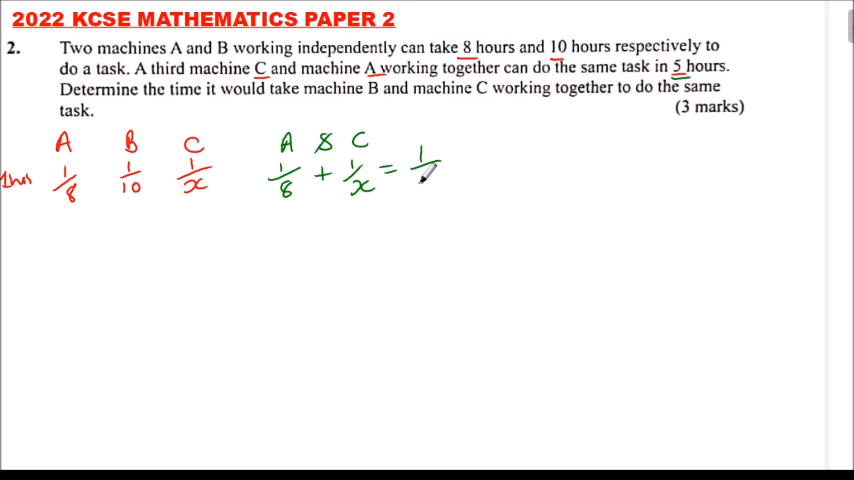 2022 KCSE MATHEMATICS PAPER 2
2. Two machines A and B working independently can take 8 hours and 10 hours respectively to
do a task. A third machine C and machine A working together can do the same task in 5 hours.
Determine the time it would take machine B and machine C working together to do the same
task. (3 marks)
A B C A & C
1hrs 1/8 1/10 1/x 1/8 + 1/x = 1/